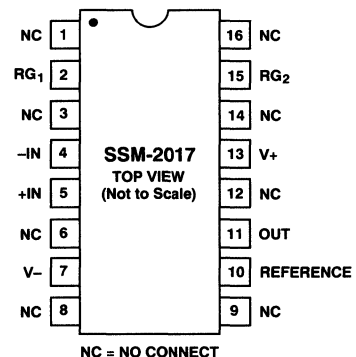 NC 1
RG1 2
NC 3
–IN 4
+IN 5
NC 6
V– 7
NC 8
SSM-2017
TOP VIEW
(Not to Scale)
16 NC
15 RG2
14 NC
13 V+
12 NC
11 OUT
10 REFERENCE
9 NC
NC = NO CONNECT